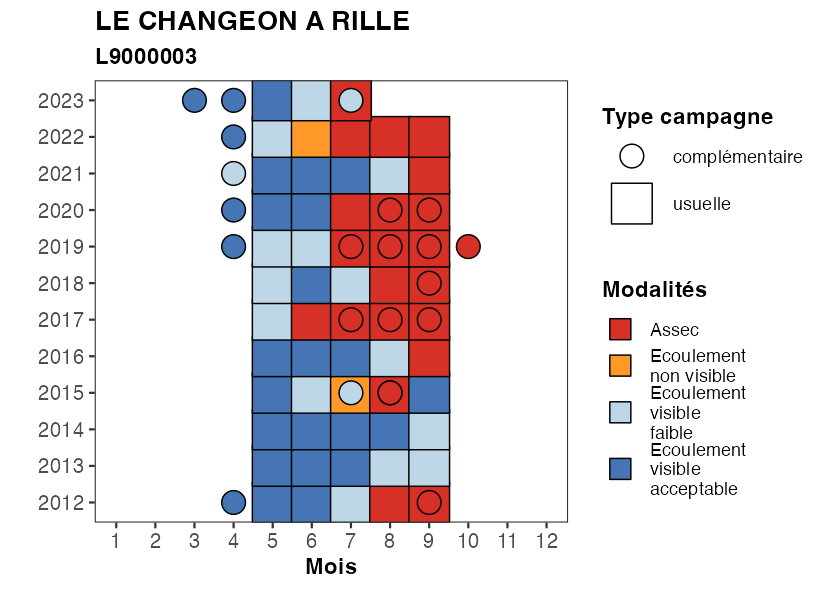 LE CHANGEON A RILLE
L9000003
2023
2022
2021
2020
2019
2018
2017
2016
2015
2014
2013
2012
1 2 3 4 5 6 7 8 9 10 11 12
Mois
Type campagne
complémentaire
usuelle
Modalités
Assec
Ecoulement
non visible
Ecoulement
visible
faible
Ecoulement
visible
acceptable